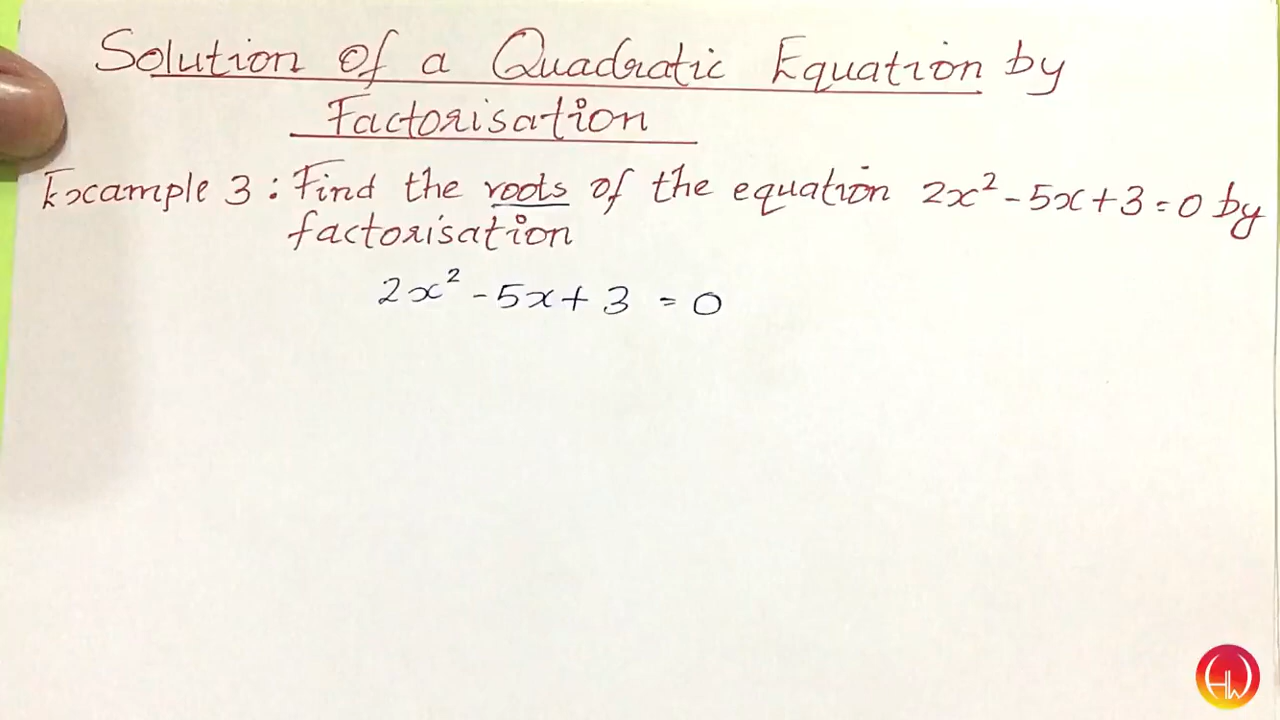 Solution of a Quadratic Equation by
Factorisation
Example 3 : Find the roots of the equation 2x² - 5x + 3 = 0 by
factorisation
2x² - 5x + 3 = 0